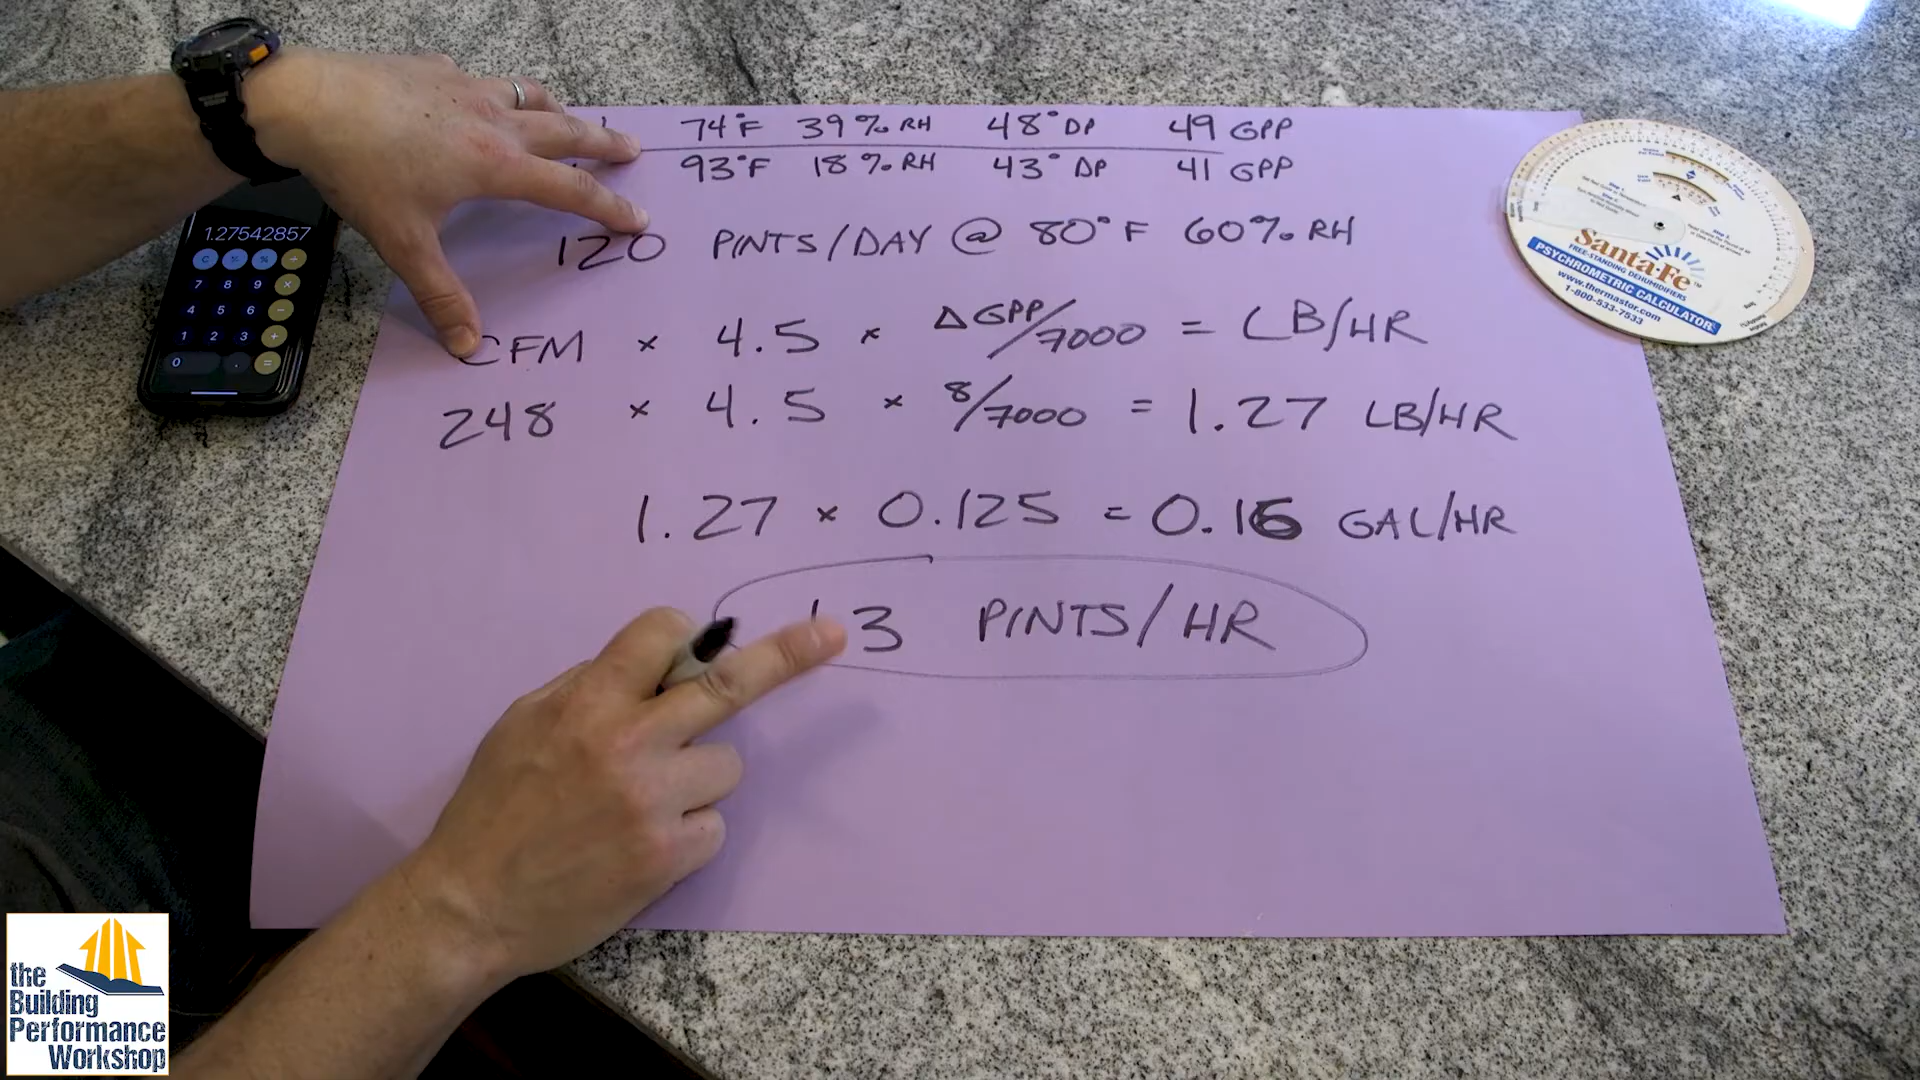 74°F 39% RH 48° DP 49 GPP
93°F 18% RH 43° DP 41 GPP
120 PINTS/DAY @ 80°F 60% RH
CFM × 4.5 × ΔGPP/7000 = LB/HR
248 × 4.5 × 8/7000 = 1.27 LB/HR
1.27 × 0.125 = 0.16 GAL/HR
1.3 PINTS/HR
1.27542857
C % ÷
7 8 9 ×
4 5 6 −
1 2 3 +
0 . =
Santa-Fe™
FREE-STANDING DEHUMIDIFIERS
PSYCHROMETRIC CALCULATOR
www.thermastor.com
1-800-533-7533
the
Building
Performance
Workshop